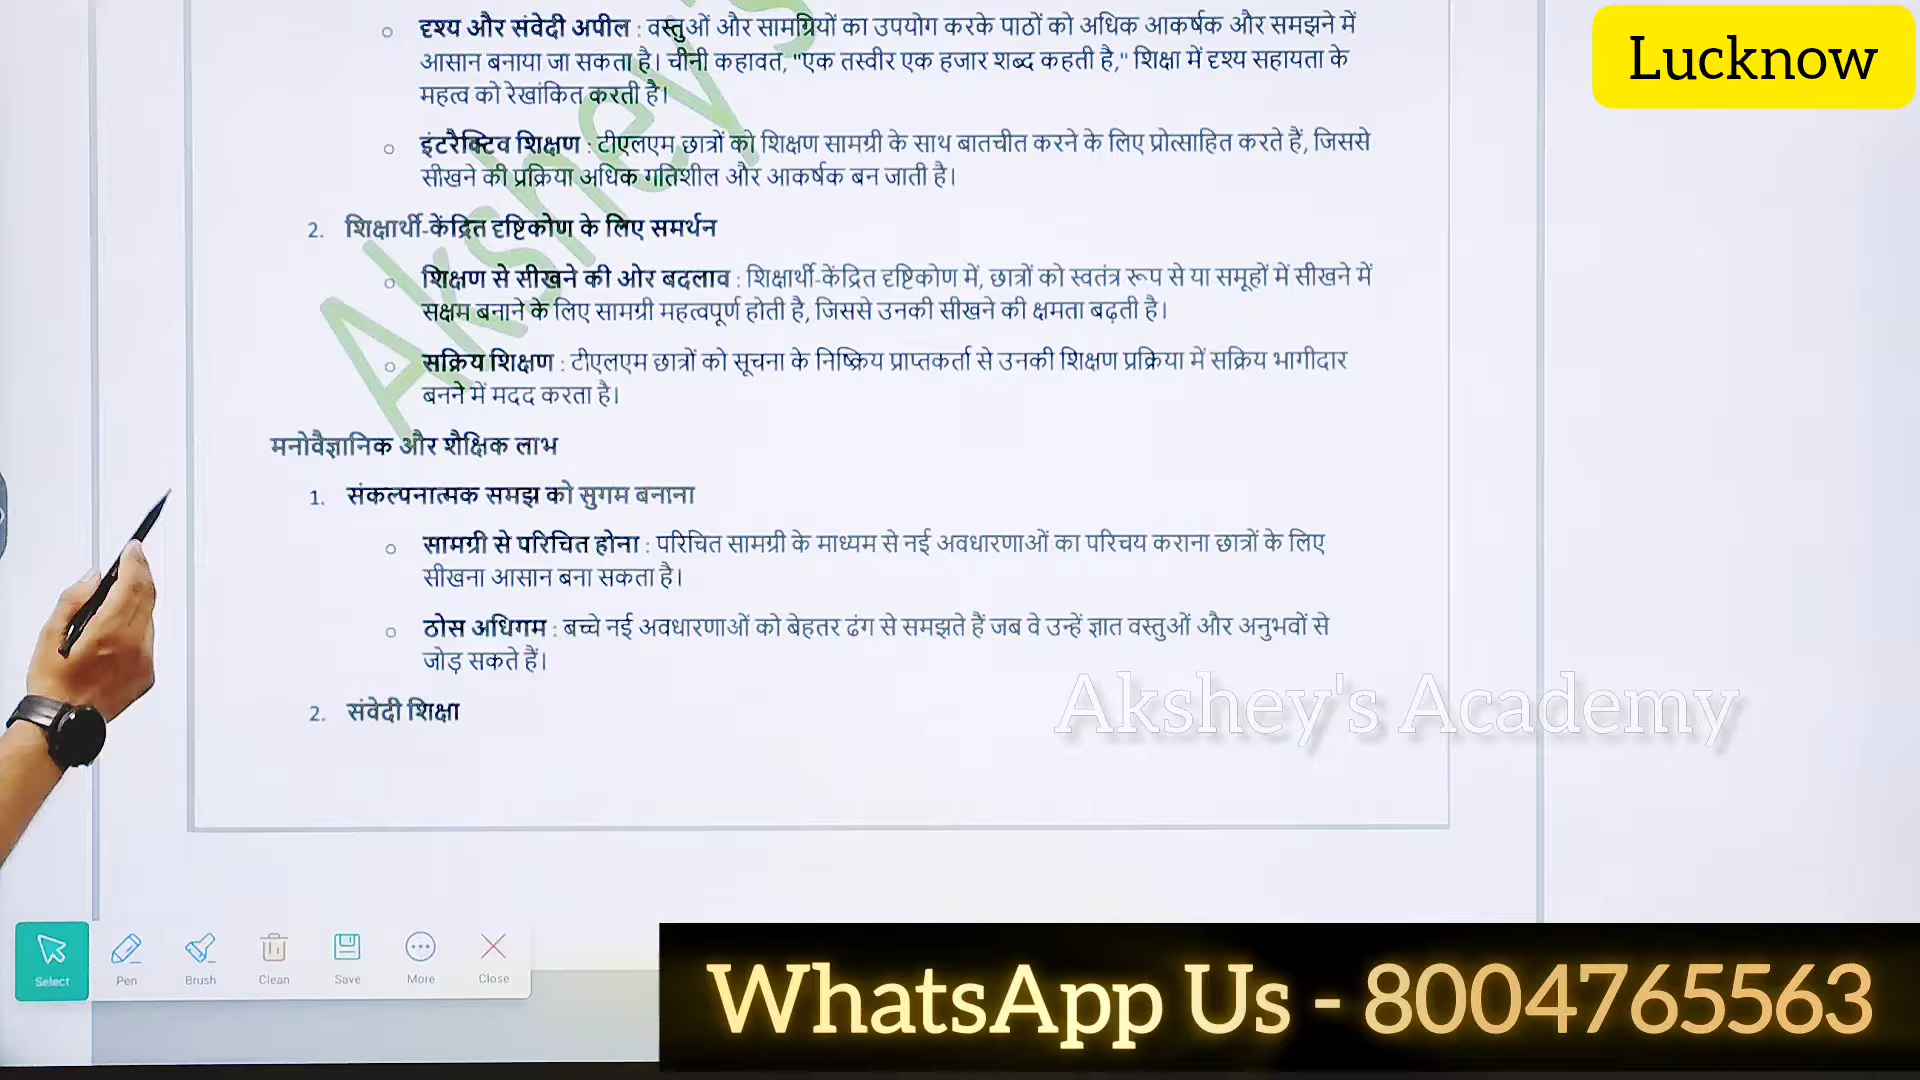 Lucknow
○ दृश्य और संवेदी अपील : वस्तुओं और सामग्रियों का उपयोग करके पाठों को अधिक आकर्षक और समझने में
आसान बनाया जा सकता है। चीनी कहावत, "एक तस्वीर एक हजार शब्द कहती है," शिक्षा में दृश्य सहायता के
महत्व को रेखांकित करती है।
○ इंटरैक्टिव शिक्षण : टीएलएम छात्रों को शिक्षण सामग्री के साथ बातचीत करने के लिए प्रोत्साहित करते हैं, जिससे
सीखने की प्रक्रिया अधिक गतिशील और आकर्षक बन जाती है।
2. शिक्षार्थी-केंद्रित दृष्टिकोण के लिए समर्थन
○ शिक्षण से सीखने की ओर बदलाव : शिक्षार्थी-केंद्रित दृष्टिकोण में, छात्रों को स्वतंत्र रूप से या समूहों में सीखने में
सक्षम बनाने के लिए सामग्री महत्वपूर्ण होती है, जिससे उनकी सीखने की क्षमता बढ़ती है।
○ सक्रिय शिक्षण : टीएलएम छात्रों को सूचना के निष्क्रिय प्राप्तकर्ता से उनकी शिक्षण प्रक्रिया में सक्रिय भागीदार
बनने में मदद करता है।
मनोवैज्ञानिक और शैक्षिक लाभ
1. संकल्पनात्मक समझ को सुगम बनाना
○ सामग्री से परिचित होना : परिचित सामग्री के माध्यम से नई अवधारणाओं का परिचय कराना छात्रों के लिए
सीखना आसान बना सकता है।
○ ठोस अधिगम : बच्चे नई अवधारणाओं को बेहतर ढंग से समझते हैं जब वे उन्हें ज्ञात वस्तुओं और अनुभवों से
जोड़ सकते हैं।
2. संवेदी शिक्षा
Akshey's
Akshey's Academy
Select Pen Brush Clean Save More Close
WhatsApp Us - 8004765563